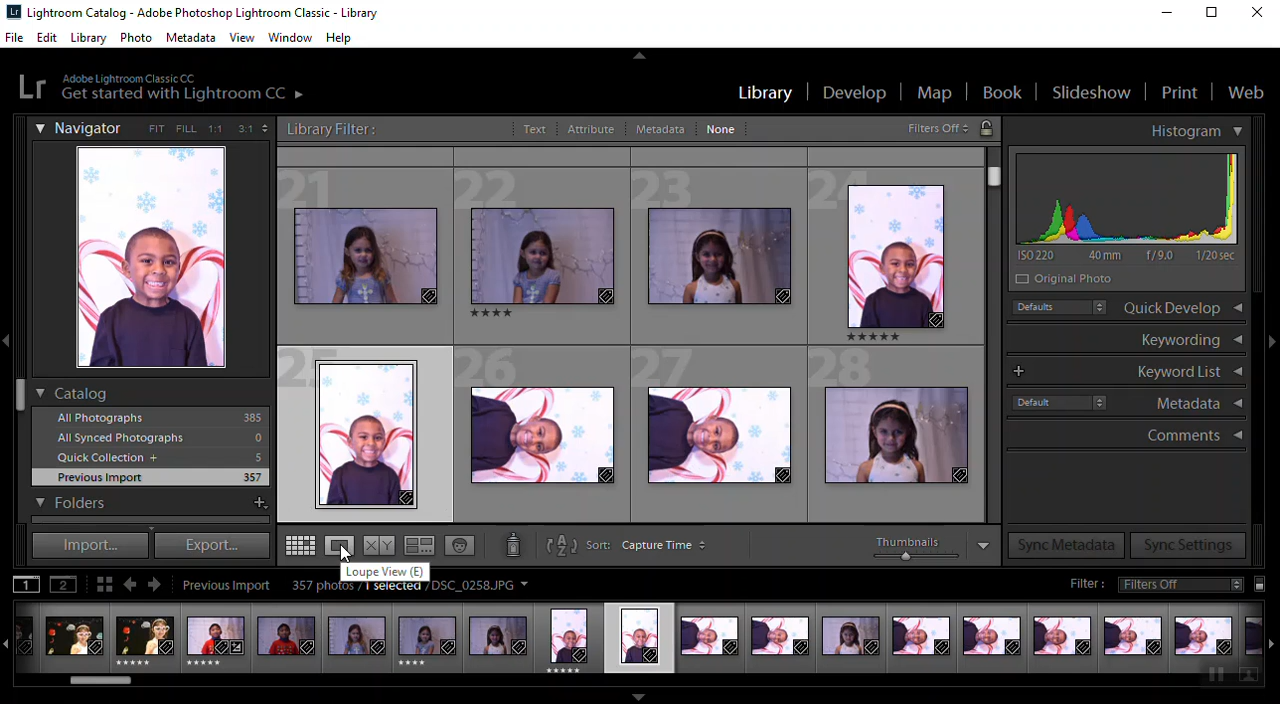 Lr Lightroom Catalog - Adobe Photoshop Lightroom Classic - Library
File Edit Library Photo Metadata View Window Help
Lr Adobe Lightroom Classic CC
Get started with Lightroom CC ▶
Library Develop Map Book Slideshow Print Web
Navigator FIT FILL 1:1 3:1
Library Filter : Text Attribute Metadata None Filters Off
Histogram
21 22 23 24
ISO 220 40 mm f / 9.0 1/20 sec
Original Photo
Defaults Quick Develop
★★★★
★★★★★
Keywording
25 26 27 28
+ Keyword List
Default Metadata
Comments
Catalog
All Photographs 385
All Synced Photographs 0
Quick Collection + 5
Previous Import 357
Folders +
Import... Export...
X Y
A Z
Sort: Capture Time
Thumbnails
Sync Metadata Sync Settings
Loupe View (E)
1 2 Previous Import 357 photos / 1 selected / DSC_0258.JPG
Filter : Filters Off
★★★★★ ★★★★★ ★★★★ ★★★★★